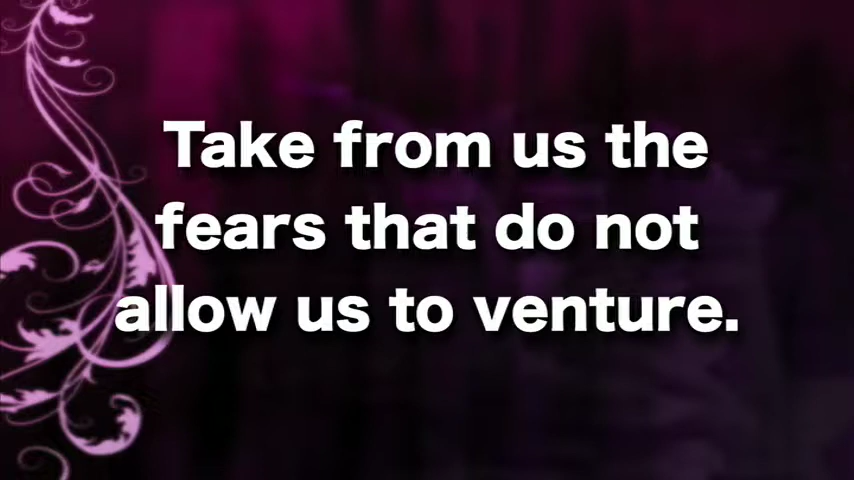 Take from us the
fears that do not
allow us to venture.